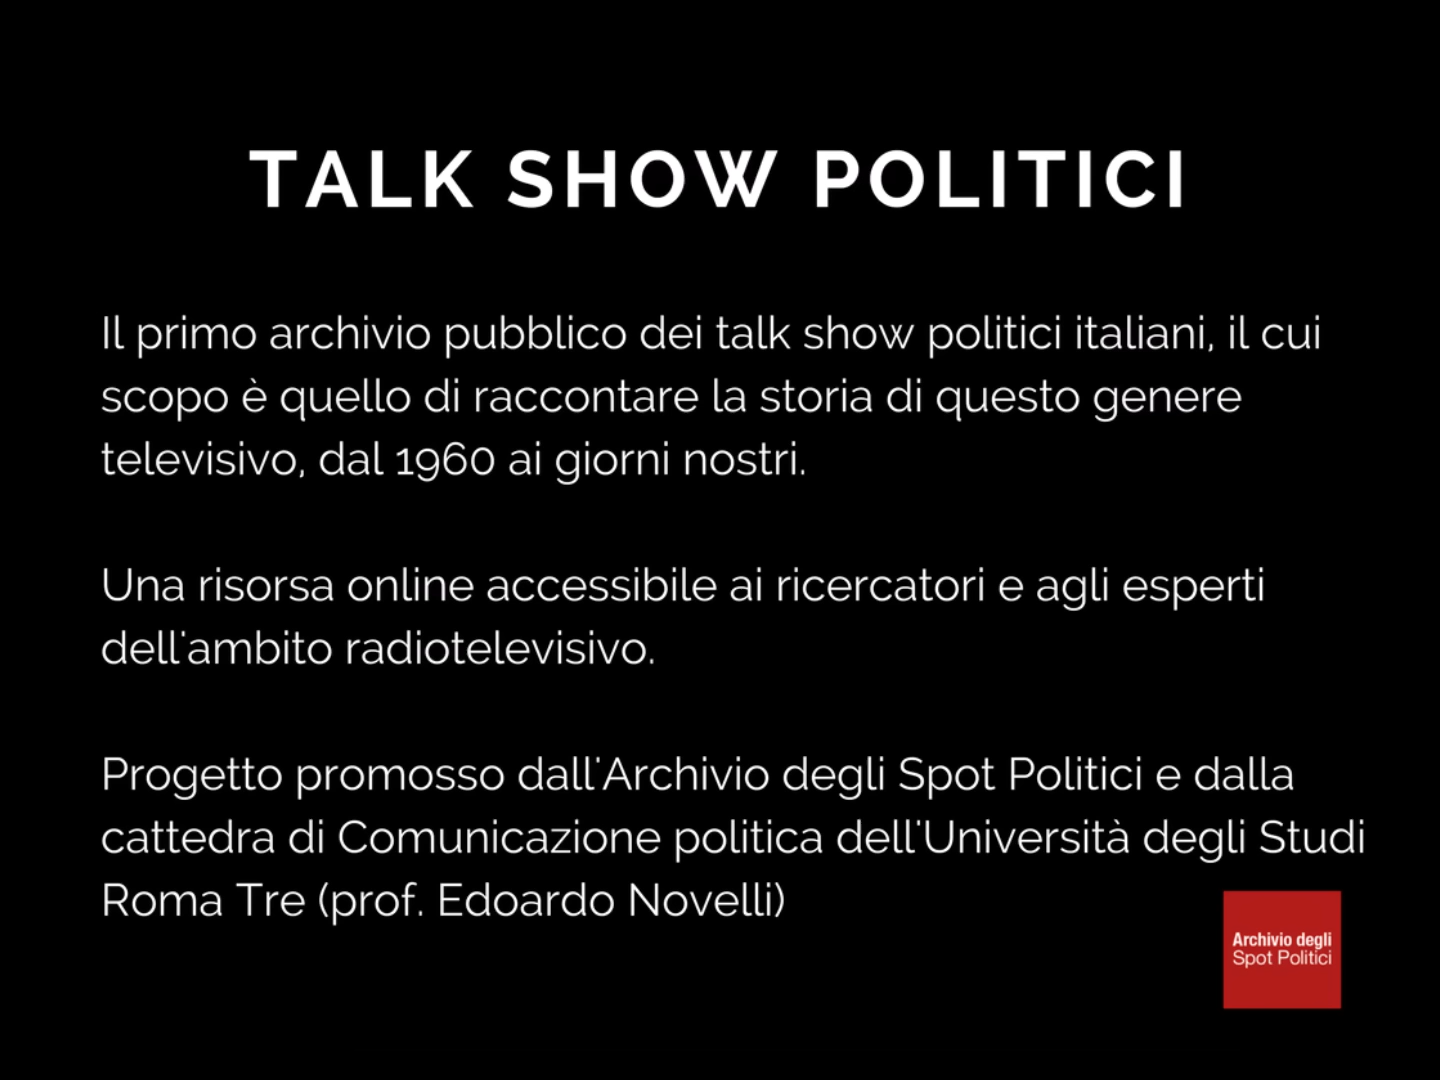 TALK SHOW POLITICI
Il primo archivio pubblico dei talk show politici italiani, il cui
scopo è quello di raccontare la storia di questo genere
televisivo, dal 1960 ai giorni nostri.
Una risorsa online accessibile ai ricercatori e agli esperti
dell'ambito radiotelevisivo.
Progetto promosso dall'Archivio degli Spot Politici e dalla
cattedra di Comunicazione politica dell'Università degli Studi
Roma Tre (prof. Edoardo Novelli)
Archivio degli
Spot Politici